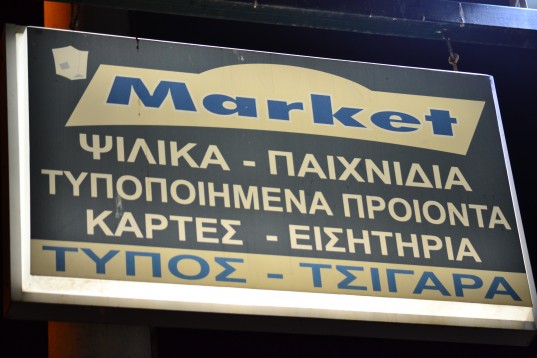 Market
ΨΙΛΙΚΑ - ΠΑΙΧΝΙΔΙΑ
ΤΥΠΟΠΟΙΗΜΕΝΑ ΠΡΟΙΟΝΤΑ
ΚΑΡΤΕΣ - ΕΙΣΗΤΗΡΙΑ
ΤΥΠΟΣ - ΤΣΙΓΑΡΑ